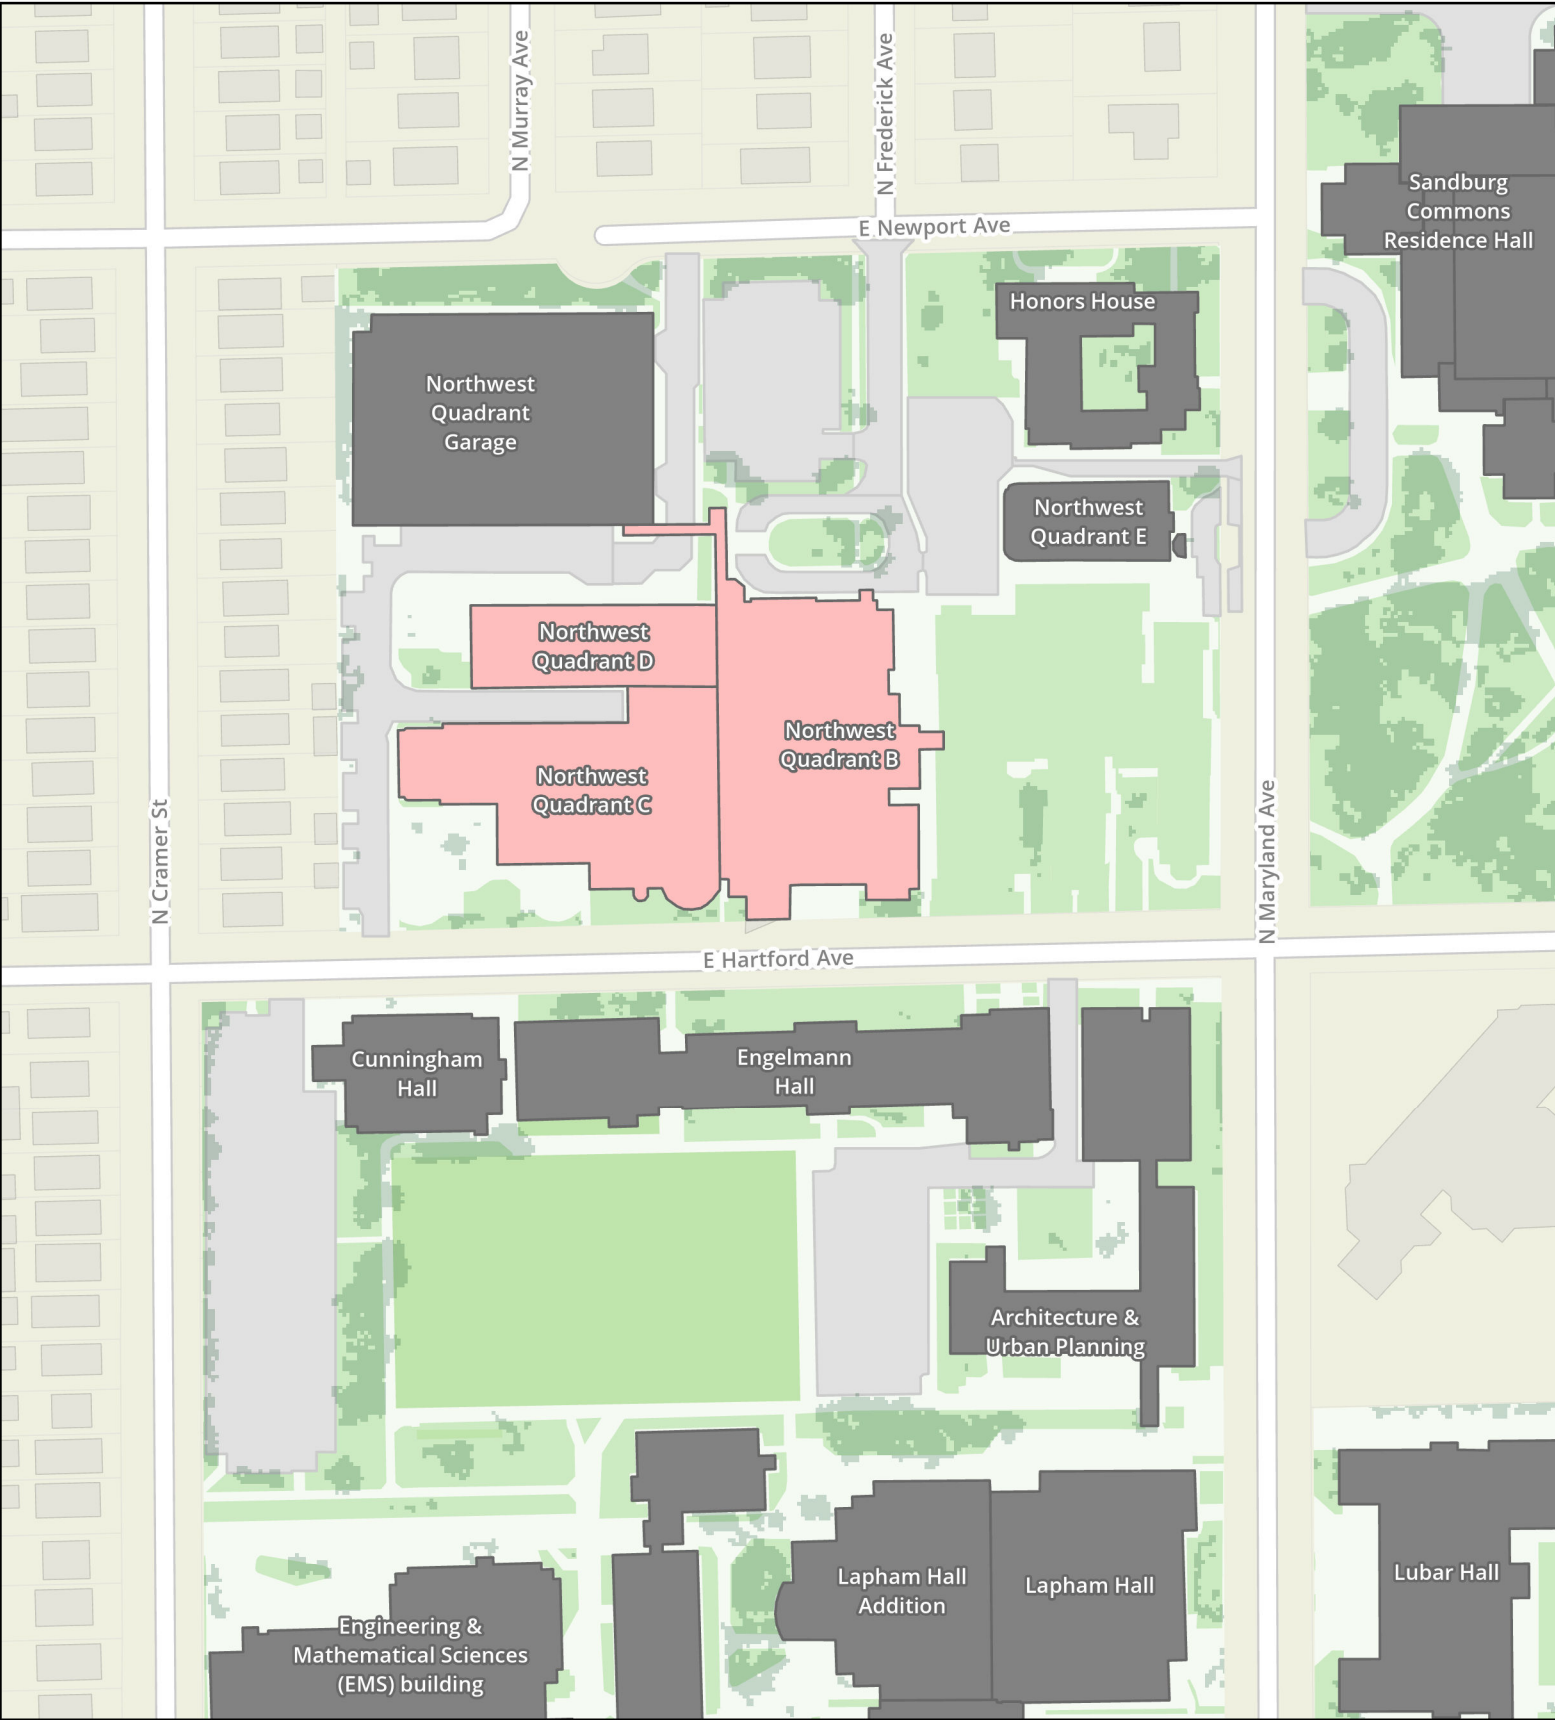 N Murray Ave
N Frederick Ave
E Newport Ave
Sandburg
Commons
Residence Hall
Honors House
Northwest
Quadrant
Garage
Northwest
Quadrant E
Northwest
Quadrant D
Northwest
Quadrant B
Northwest
Quadrant C
N Cramer St
N Maryland Ave
E Hartford Ave
Cunningham
Hall
Engelmann
Hall
Architecture &
Urban Planning
Lapham Hall
Addition
Lapham Hall
Lubar Hall
Engineering &
Mathematical Sciences
(EMS) building